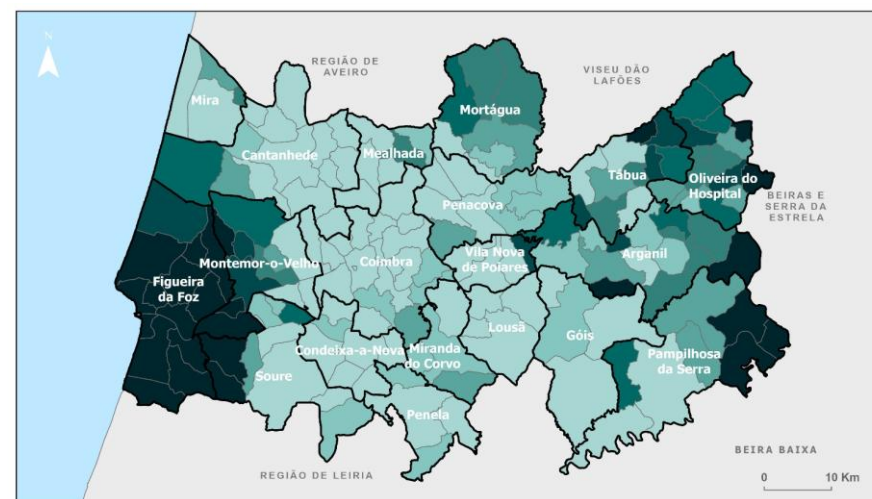 N
REGIÃO DE
AVEIRO
VISEU DÃO
LAFÕES
Mira
Mortágua
Cantanhede
Mealhada
Tábua
Oliveira do
Hospital
BEIRAS E
SERRA DA
ESTRELA
Penacova
Figueira
da Foz
Montemor-o-Velho
Coimbra
Vila Nova
de Poiares
Arganil
Lousã
Góis
Condeixa-a-Nova
Miranda
do Corvo
Pampilhosa
da Serra
Soure
Penela
REGIÃO DE LEIRIA
BEIRA BAIXA
0 10 Km